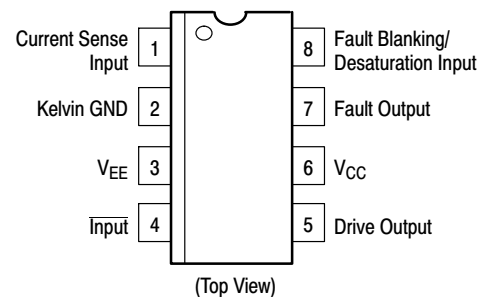 Current Sense
Input
1
8
Fault Blanking/
Desaturation Input
Kelvin GND
2
7
Fault Output
VEE
3
6
VCC
Input
4
5
Drive Output
(Top View)